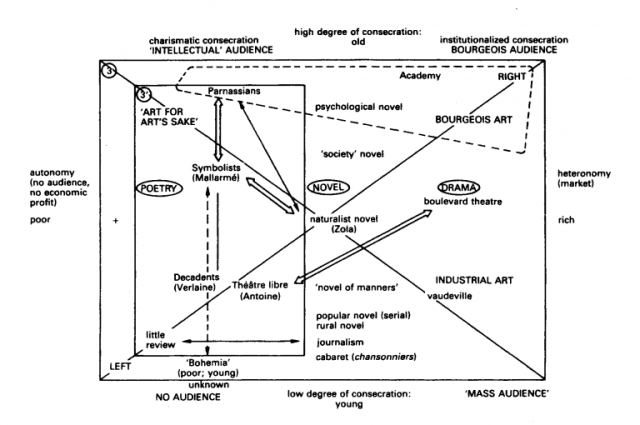 charismatic consecration
'INTELLECTUAL' AUDIENCE
high degree of consecration:
old
institutionalized consecration
BOURGEOIS AUDIENCE
3
Academy
RIGHT
3'
Parnassians
psychological novel
'ART FOR
ART'S SAKE'
BOURGEOIS ART
'society' novel
autonomy
(no audience,
no economic
profit)
poor
+
Symbolists
(Mallarmé)
POETRY
NOVEL
DRAMA
boulevard theatre
heteronomy
(market)
rich
naturalist novel
(Zola)
Decadents
(Verlaine)
Théâtre libre
(Antoine)
'novel of manners'
INDUSTRIAL ART
vaudeville
popular novel (serial)
rural novel
little
review
journalism
cabaret (chansonniers)
LEFT
'Bohemia'
(poor; young)
unknown
NO AUDIENCE
low degree of consecration:
young
'MASS AUDIENCE'